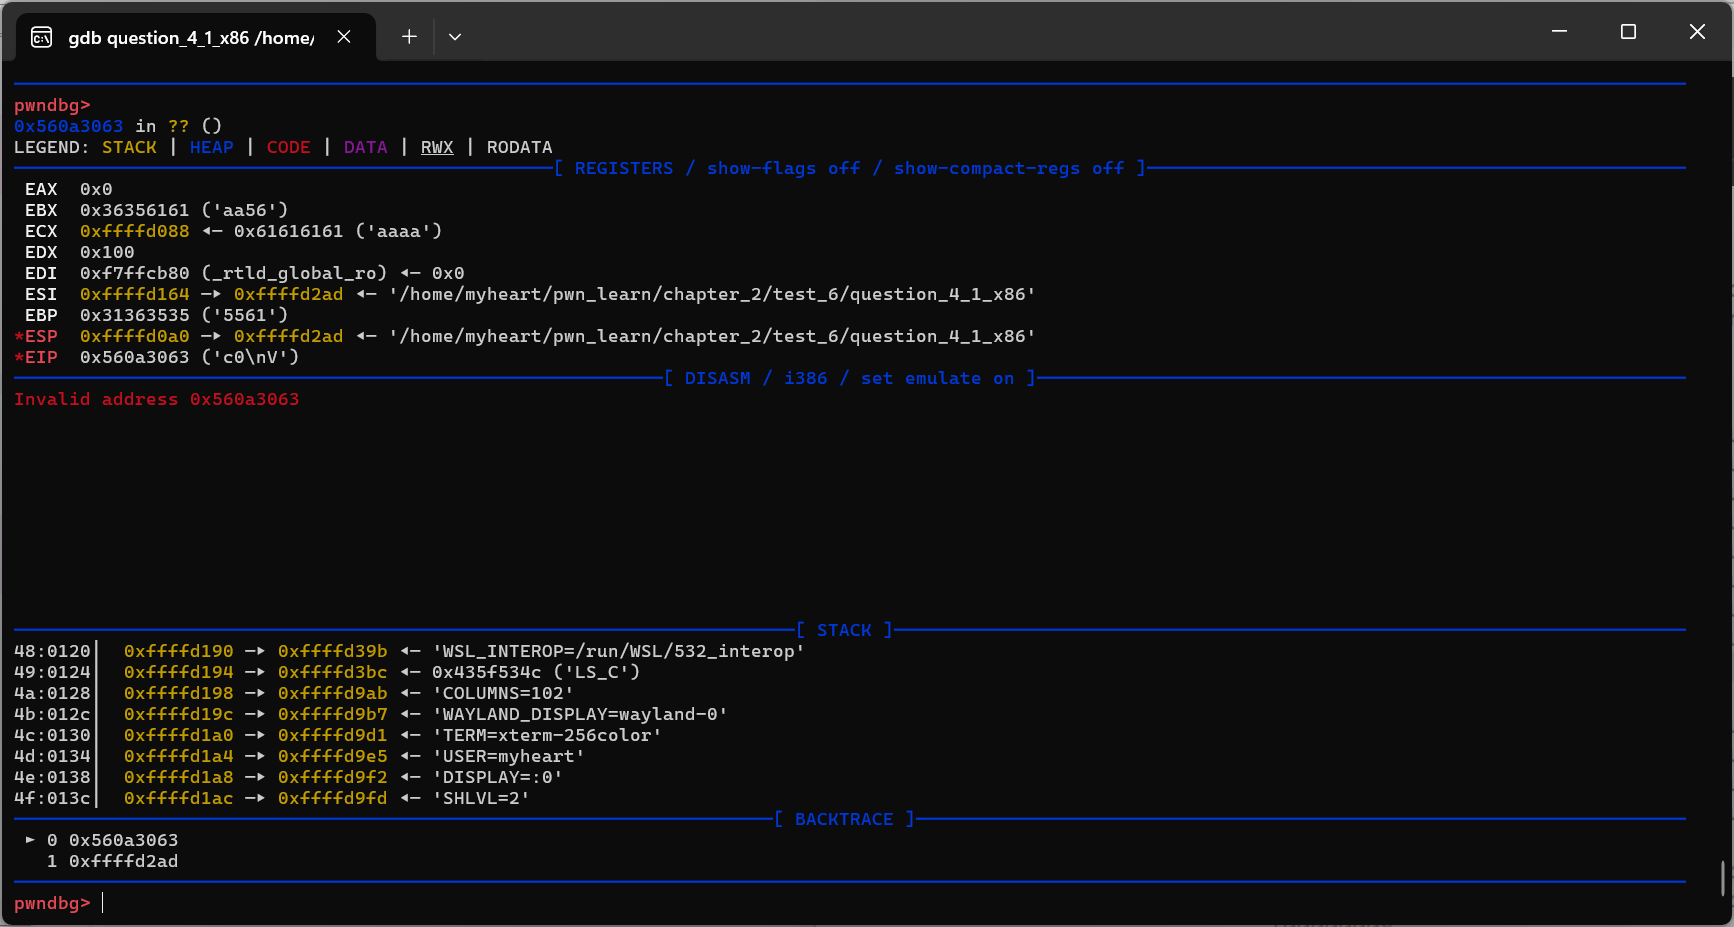 gdb question_4_1_x86 /home/
pwndbg>
0x560a3063 in ?? ()
LEGEND: STACK | HEAP | CODE | DATA | RWX | RODATA
[ REGISTERS / show-flags off / show-compact-regs off ]
EAX  0x0
EBX  0x36356161 ('aa56')
ECX  0xffffd088 ◂— 0x61616161 ('aaaa')
EDX  0x100
EDI  0xf7ffcb80 (_rtld_global_ro) ◂— 0x0
ESI  0xffffd164 —▸ 0xffffd2ad ◂— '/home/myheart/pwn_learn/chapter_2/test_6/question_4_1_x86'
EBP  0x31363535 ('5561')
*ESP  0xffffd0a0 —▸ 0xffffd2ad ◂— '/home/myheart/pwn_learn/chapter_2/test_6/question_4_1_x86'
*EIP  0x560a3063 ('c0\nV')
[ DISASM / i386 / set emulate on ]
Invalid address 0x560a3063
[ STACK ]
48:0120│  0xffffd190 —▸ 0xffffd39b ◂— 'WSL_INTEROP=/run/WSL/532_interop'
49:0124│  0xffffd194 —▸ 0xffffd3bc ◂— 0x435f534c ('LS_C')
4a:0128│  0xffffd198 —▸ 0xffffd9ab ◂— 'COLUMNS=102'
4b:012c│  0xffffd19c —▸ 0xffffd9b7 ◂— 'WAYLAND_DISPLAY=wayland-0'
4c:0130│  0xffffd1a0 —▸ 0xffffd9d1 ◂— 'TERM=xterm-256color'
4d:0134│  0xffffd1a4 —▸ 0xffffd9e5 ◂— 'USER=myheart'
4e:0138│  0xffffd1a8 —▸ 0xffffd9f2 ◂— 'DISPLAY=:0'
4f:013c│  0xffffd1ac —▸ 0xffffd9fd ◂— 'SHLVL=2'
[ BACKTRACE ]
► 0 0x560a3063
1 0xffffd2ad
pwndbg>